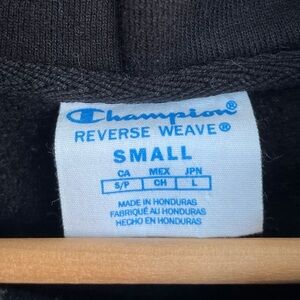 Champion®
REVERSE WEAVE®
SMALL
CA MEX JPN
S/P CH L
MADE IN HONDURAS
FABRIQUÉ AU HONDURAS
HECHO EN HONDURAS